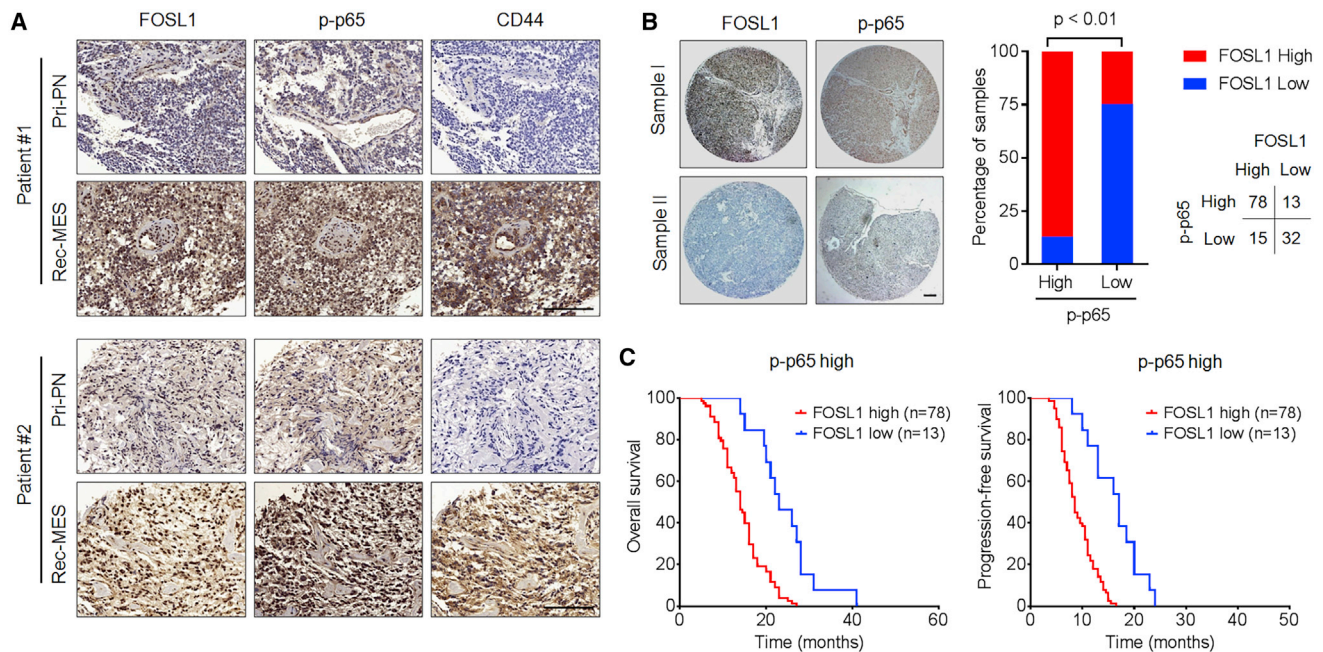 A
FOSL1 p-p65 CD44
Patient #1
Pri-PN
Rec-MES
Patient #2
Pri-PN
Rec-MES
B
FOSL1 p-p65
Sample I
Sample II
p < 0.01
Percentage of samples
100
75
50
25
0
High Low
p-p65
FOSL1 High
FOSL1 Low
FOSL1
High Low
p-p65
High 78 13
Low 15 32
C
p-p65 high
Overall survival
100
80
60
40
20
0
0 20 40 60
Time (months)
FOSL1 high (n=78)
FOSL1 low (n=13)
p-p65 high
Progression-free survival
100
80
60
40
20
0
0 10 20 30 40 50
Time (months)
FOSL1 high (n=78)
FOSL1 low (n=13)